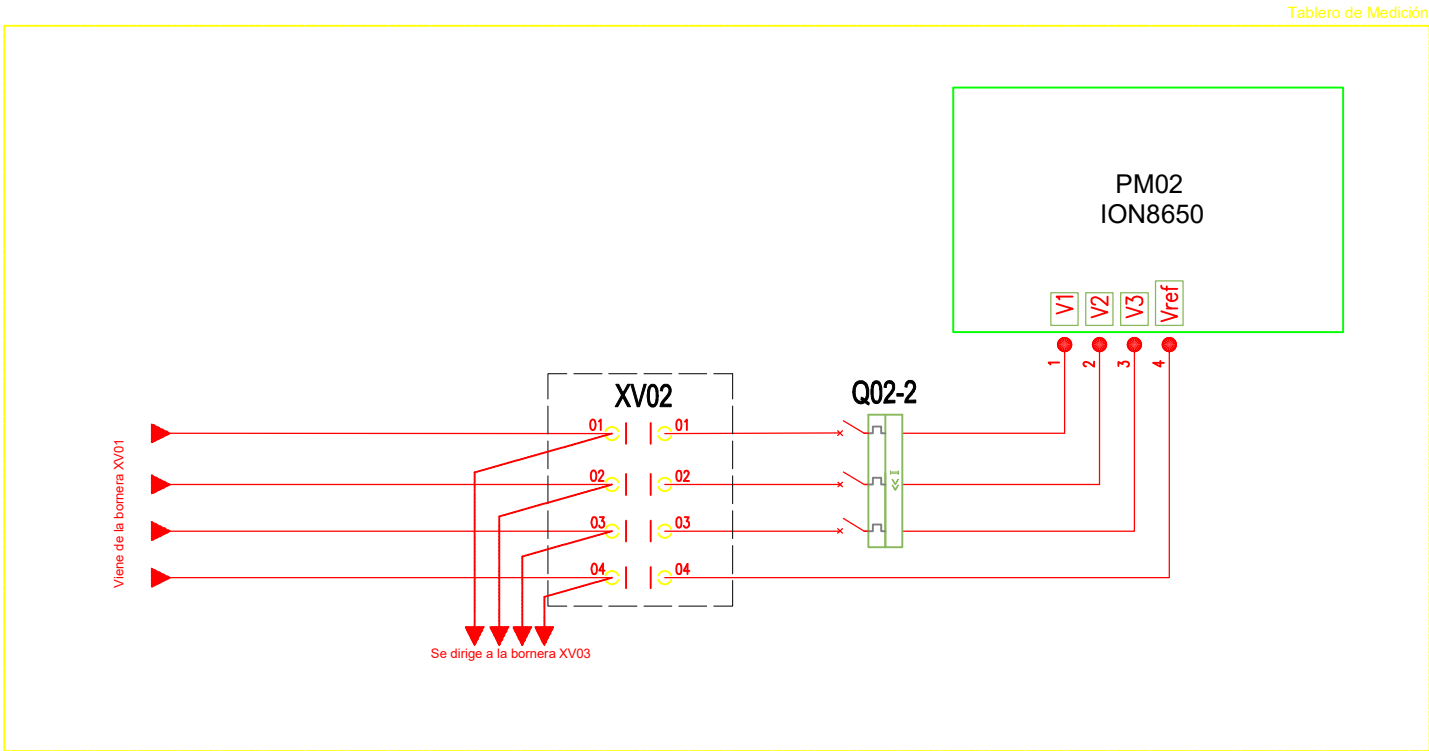 Tablero de Medición
PM02
ION8650
V1
V2
V3
Vref
1
2
3
4
XV02
Q02-2
01
01
02
02
I>>
03
03
04
04
Viene de la bornera XV01
Se dirige a la bornera XV03